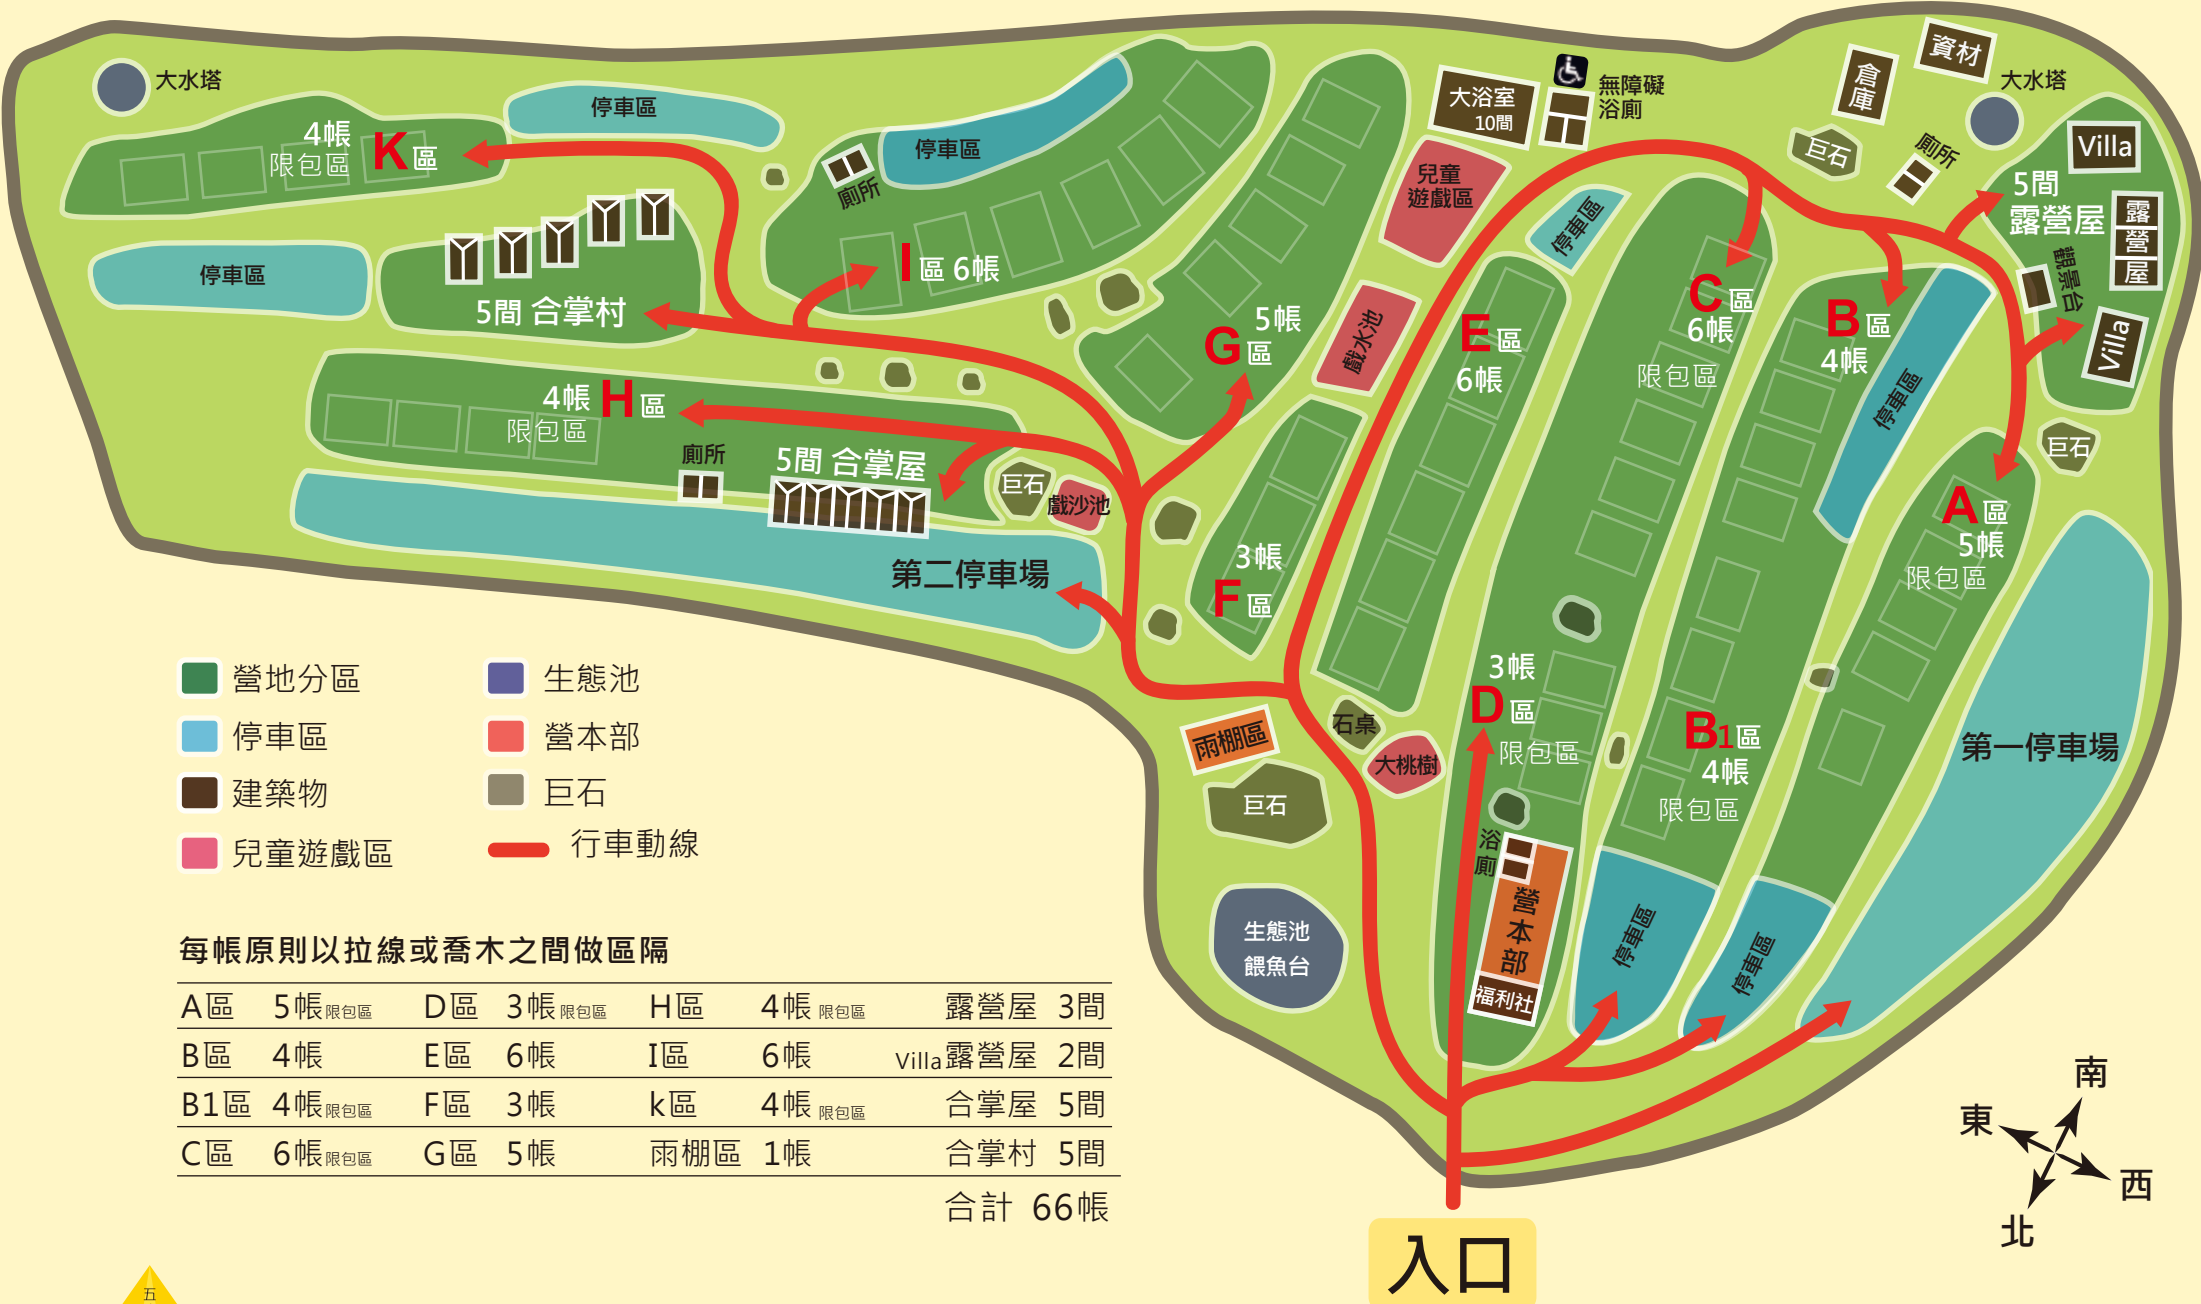 大水塔
4帳
限包區
K區
停車區
停車區
廁所
停車區
5間 合掌村
I區 6帳
大浴室
10間
無障礙
浴廁
倉庫
資材
大水塔
兒童
遊戲區
停車區
巨石
廁所
Villa
5間
露營屋
露
營
屋
觀景台
Villa
5帳
G區
戲水池
E區
6帳
C區
6帳
限包區
B區
4帳
停車區
巨石
4帳 H區
限包區
廁所
5間 合掌屋
巨石
戲沙池
A區
5帳
限包區
第二停車場
3帳
F區
石桌
大桃樹
雨棚區
巨石
3帳
D區
限包區
B1區
4帳
限包區
第一停車場
浴廁
營本部
福利社
停車區
停車區
生態池
餵魚台
營地分區
生態池
停車區
營本部
建築物
巨石
兒童遊戲區
行車動線
每帳原則以拉線或喬木之間做區隔
A區 5帳限包區 D區 3帳限包區 H區 4帳 限包區 露營屋 3間
B區 4帳 E區 6帳 I區 6帳 Villa露營屋 2間
B1區 4帳限包區 F區 3帳 k區 4帳 限包區 合掌屋 5間
C區 6帳限包區 G區 5帳 雨棚區 1帳 合掌村 5間
合計 66帳
南
東
西
北
入口
五